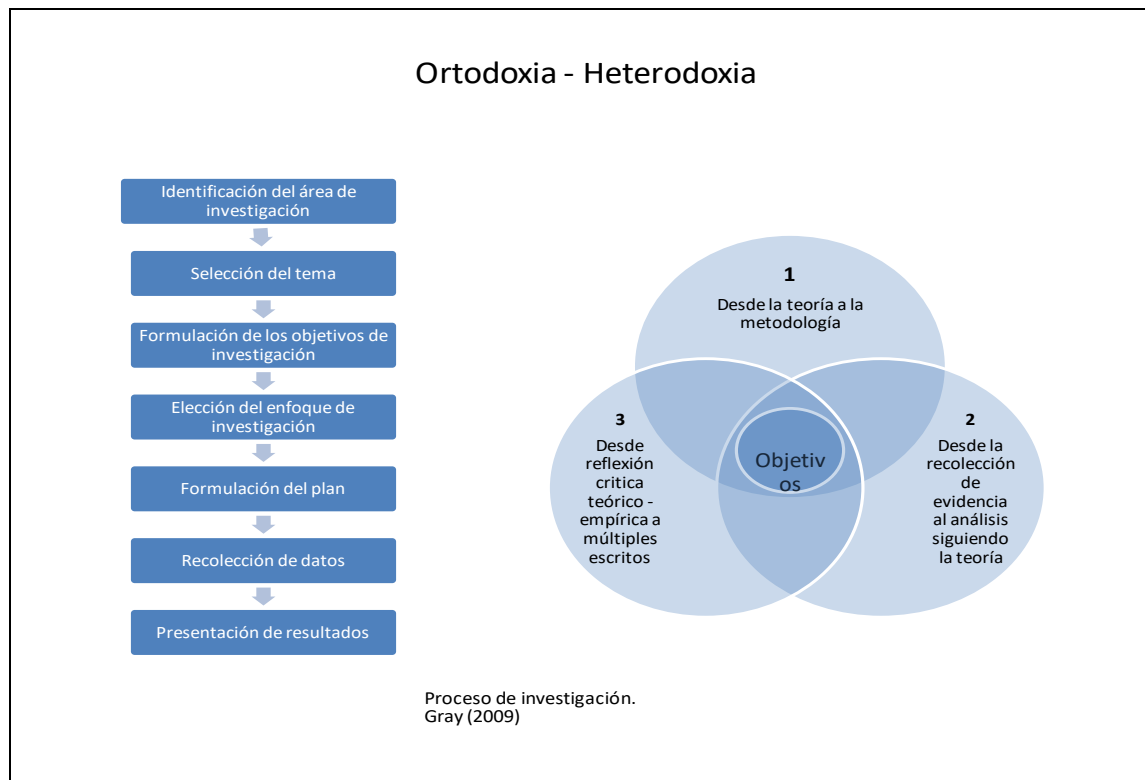 Ortodoxia - Heterodoxia
Identificación del área de
investigación
Selección del tema
Formulación de los objetivos de
investigación
Elección del enfoque de
investigación
Formulación del plan
Recolección de datos
Presentación de resultados
1
Desde la teoría a la
metodología
3
Desde
reflexión
critica
teórico -
empírica a
múltiples
escritos
Objetiv
os
2
Desde la
recolección
de
evidencia
al análisis
siguiendo
la teoría
Proceso de investigación.
Gray (2009)